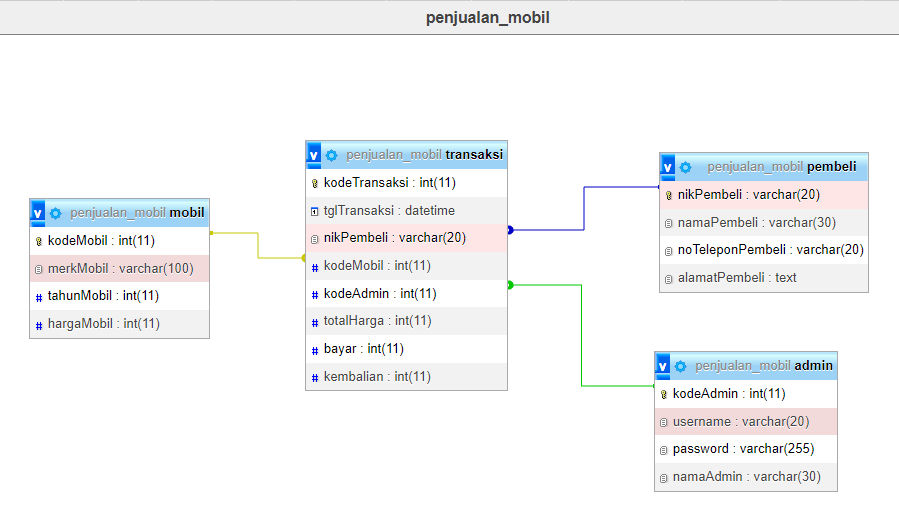 penjualan_mobil
penjualan_mobil mobil
kodeMobil : int(11)
merkMobil : varchar(100)
tahunMobil : int(11)
hargaMobil : int(11)
penjualan_mobil transaksi
kodeTransaksi : int(11)
tglTransaksi : datetime
nikPembeli : varchar(20)
kodeMobil : int(11)
kodeAdmin : int(11)
totalHarga : int(11)
bayar : int(11)
kembalian : int(11)
penjualan_mobil pembeli
nikPembeli : varchar(20)
namaPembeli : varchar(30)
noTeleponPembeli : varchar(20)
alamatPembeli : text
penjualan_mobil admin
kodeAdmin : int(11)
username : varchar(20)
password : varchar(255)
namaAdmin : varchar(30)